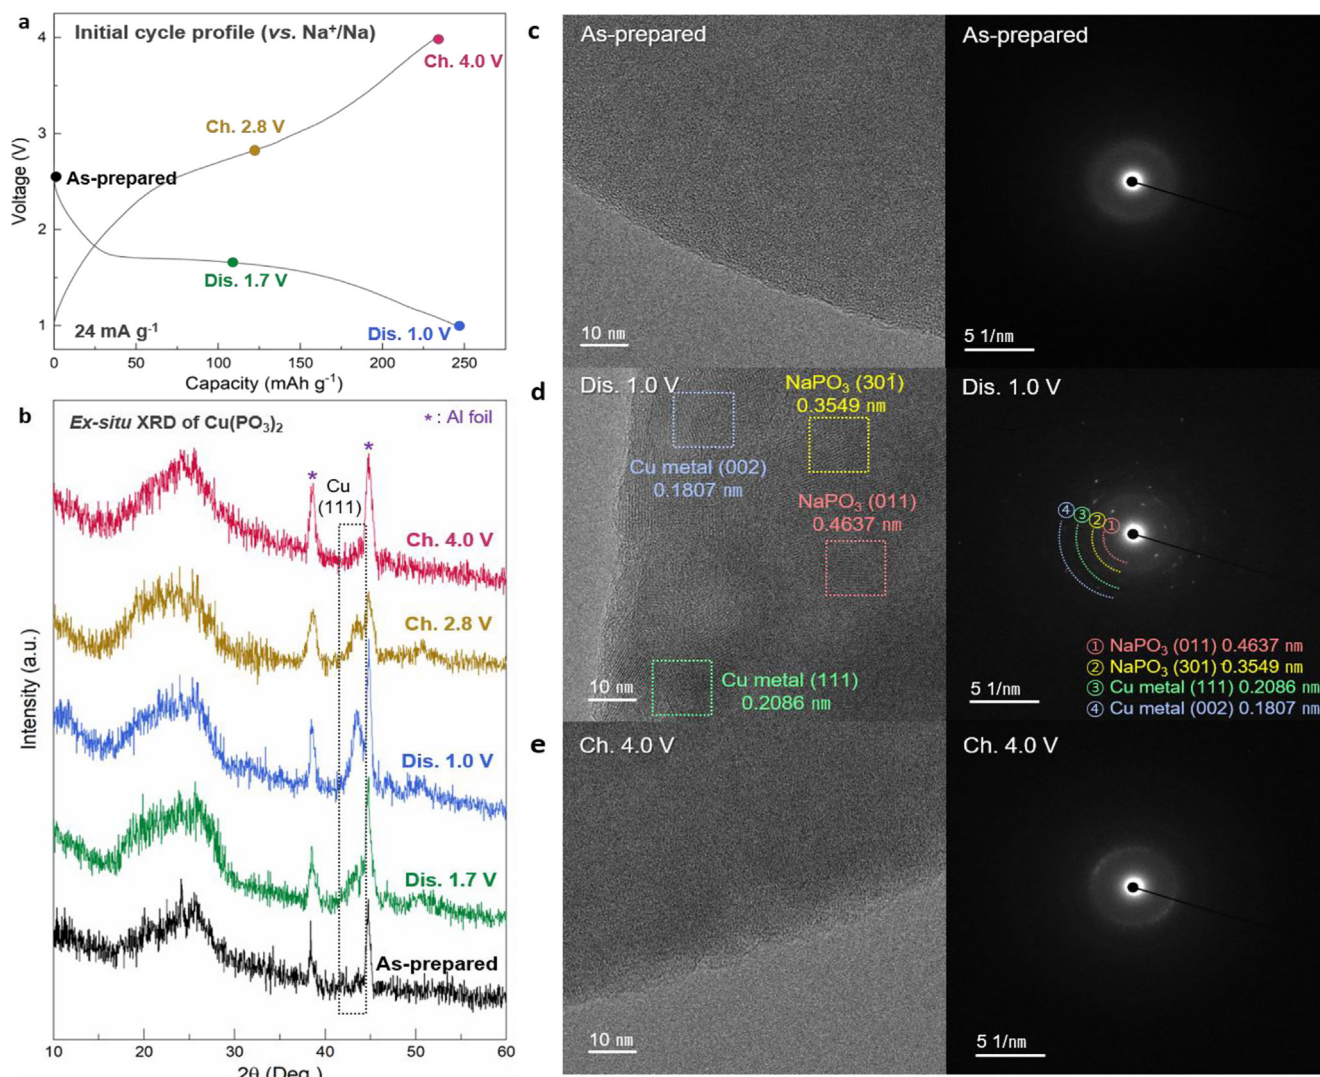 a
Initial cycle profile (vs. Na⁺/Na)
Voltage (V)
4
3
2
1
Ch. 4.0 V
Ch. 2.8 V
As-prepared
Dis. 1.7 V
Dis. 1.0 V
24 mA g⁻¹
0 50 100 150 200 250
Capacity (mAh g⁻¹)
b
Ex-situ XRD of Cu(PO₃)₂
* : Al foil
*
*
Cu
(111)
Ch. 4.0 V
Ch. 2.8 V
Dis. 1.0 V
Dis. 1.7 V
As-prepared
Intensity (a.u.)
10 20 30 40 50 60
2θ (Deg.)
c
As-prepared
10 nm
As-prepared
5 1/nm
d
Dis. 1.0 V
NaPO₃ (301̄)
0.3549 nm
Cu metal (002)
0.1807 nm
NaPO₃ (011)
0.4637 nm
Cu metal (111)
0.2086 nm
10 nm
Dis. 1.0 V
④ ③ ② ①
① NaPO₃ (011) 0.4637 nm
② NaPO₃ (301) 0.3549 nm
③ Cu metal (111) 0.2086 nm
④ Cu metal (002) 0.1807 nm
5 1/nm
e
Ch. 4.0 V
10 nm
Ch. 4.0 V
5 1/nm